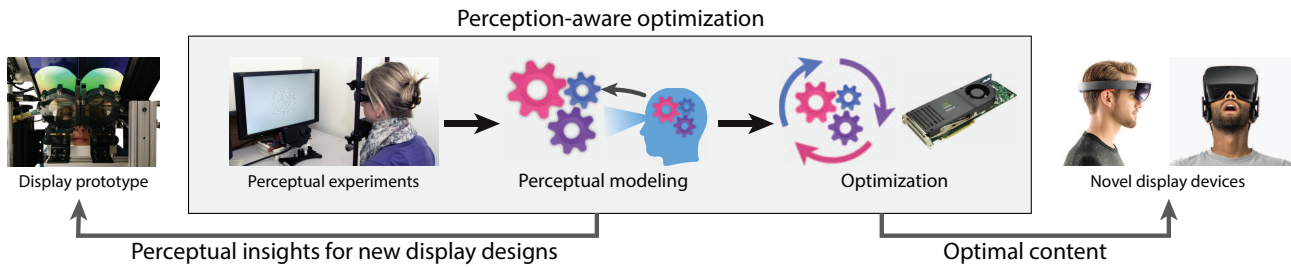 Perception-aware optimization
Display prototype
Perceptual experiments
Perceptual modeling
Optimization
Novel display devices
Perceptual insights for new display designs
Optimal content